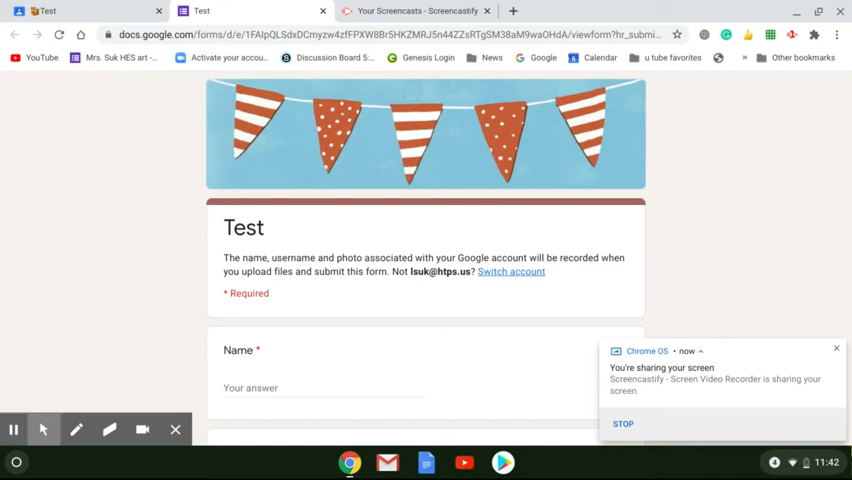 Test
Test
Your Screencasts - Screencastify
docs.google.com/forms/d/e/1FAIpQLSdxDCmyzw4zfFPXW8Br5HKZMRJ5n44ZZsRTgSM38aM9waOHdA/viewform?hr_submi...
YouTube
Mrs. Suk HES art -...
Activate your accou...
Discussion Board 5:...
Genesis Login
News
Google
Calendar
u tube favorites
»
Other bookmarks
Test
The name, username and photo associated with your Google account will be recorded when
you upload files and submit this form. Not lsuk@htps.us? Switch account
* Required
Name *
Your answer
Chrome OS • now
You're sharing your screen
Screencastify - Screen Video Recorder is sharing your
screen.
STOP
4
11:42